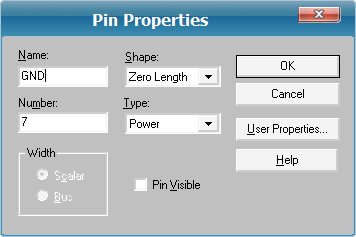 Pin Properties
Name:
GND
Shape:
Zero Length
OK
Number:
7
Type:
Power
Cancel
User Properties...
Width
Scalar
Bus
Pin Visible
Help